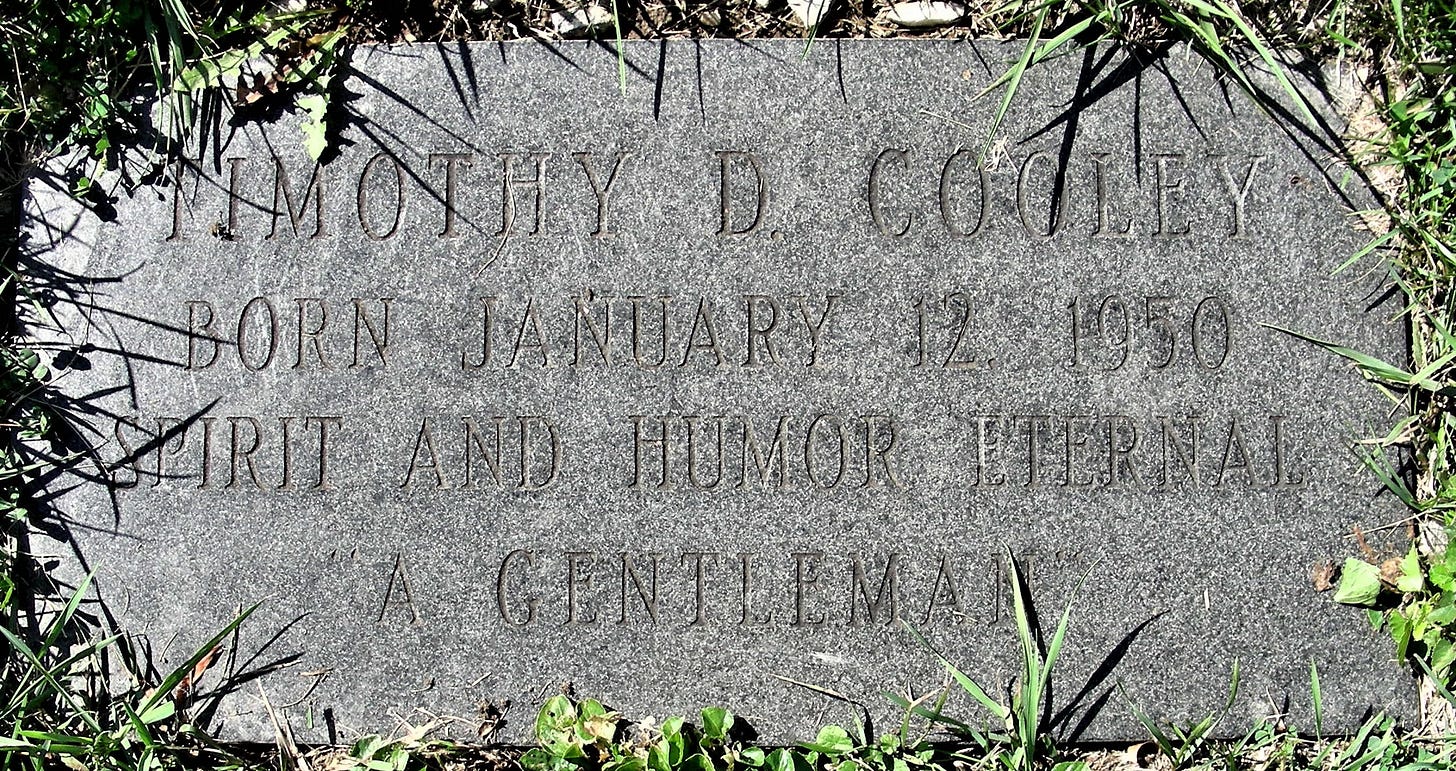 TIMOTHY D. COOLEY
BORN JANUARY 12. 1950
SPIRIT AND HUMOR ETERNAL
“A GENTLEMAN“